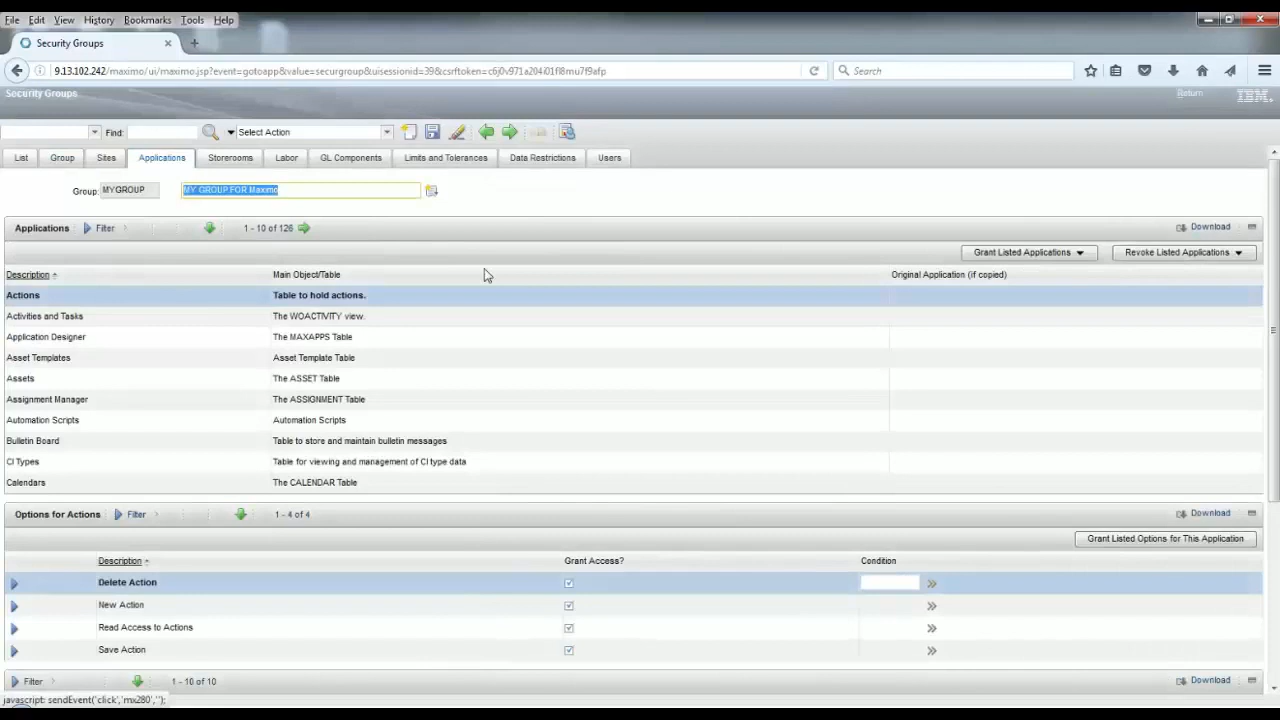 File Edit View History Bookmarks Tools Help
Security Groups
9.13.102.242/maximo/ui/maximo.jsp?event=gotoapp&value=securgroup&uisessionid=39&csrftoken=c6j0v971a204i01fl8mu7f9afp
Search
Security Groups Return IBM.
Find: Select Action
List Group Sites Applications Storerooms Labor GL Components Limits and Tolerances Data Restrictions Users
Group: MYGROUP MY GROUP FOR Maximo
Applications Filter 1 - 10 of 126 Download
Grant Listed Applications Revoke Listed Applications
Description Main Object/Table Original Application (if copied)
Actions Table to hold actions.
Activities and Tasks The WOACTIVITY view.
Application Designer The MAXAPPS Table
Asset Templates Asset Template Table
Assets The ASSET Table
Assignment Manager The ASSIGNMENT Table
Automation Scripts Automation Scripts
Bulletin Board Table to store and maintain bulletin messages
CI Types Table for viewing and management of CI type data
Calendars The CALENDAR Table
Options for Actions Filter 1 - 4 of 4 Download
Grant Listed Options for This Application
Description Grant Access? Condition
Delete Action
New Action
Read Access to Actions
Save Action
Filter 1 - 10 of 10 Download
javascript: sendEvent('click','mx280','');